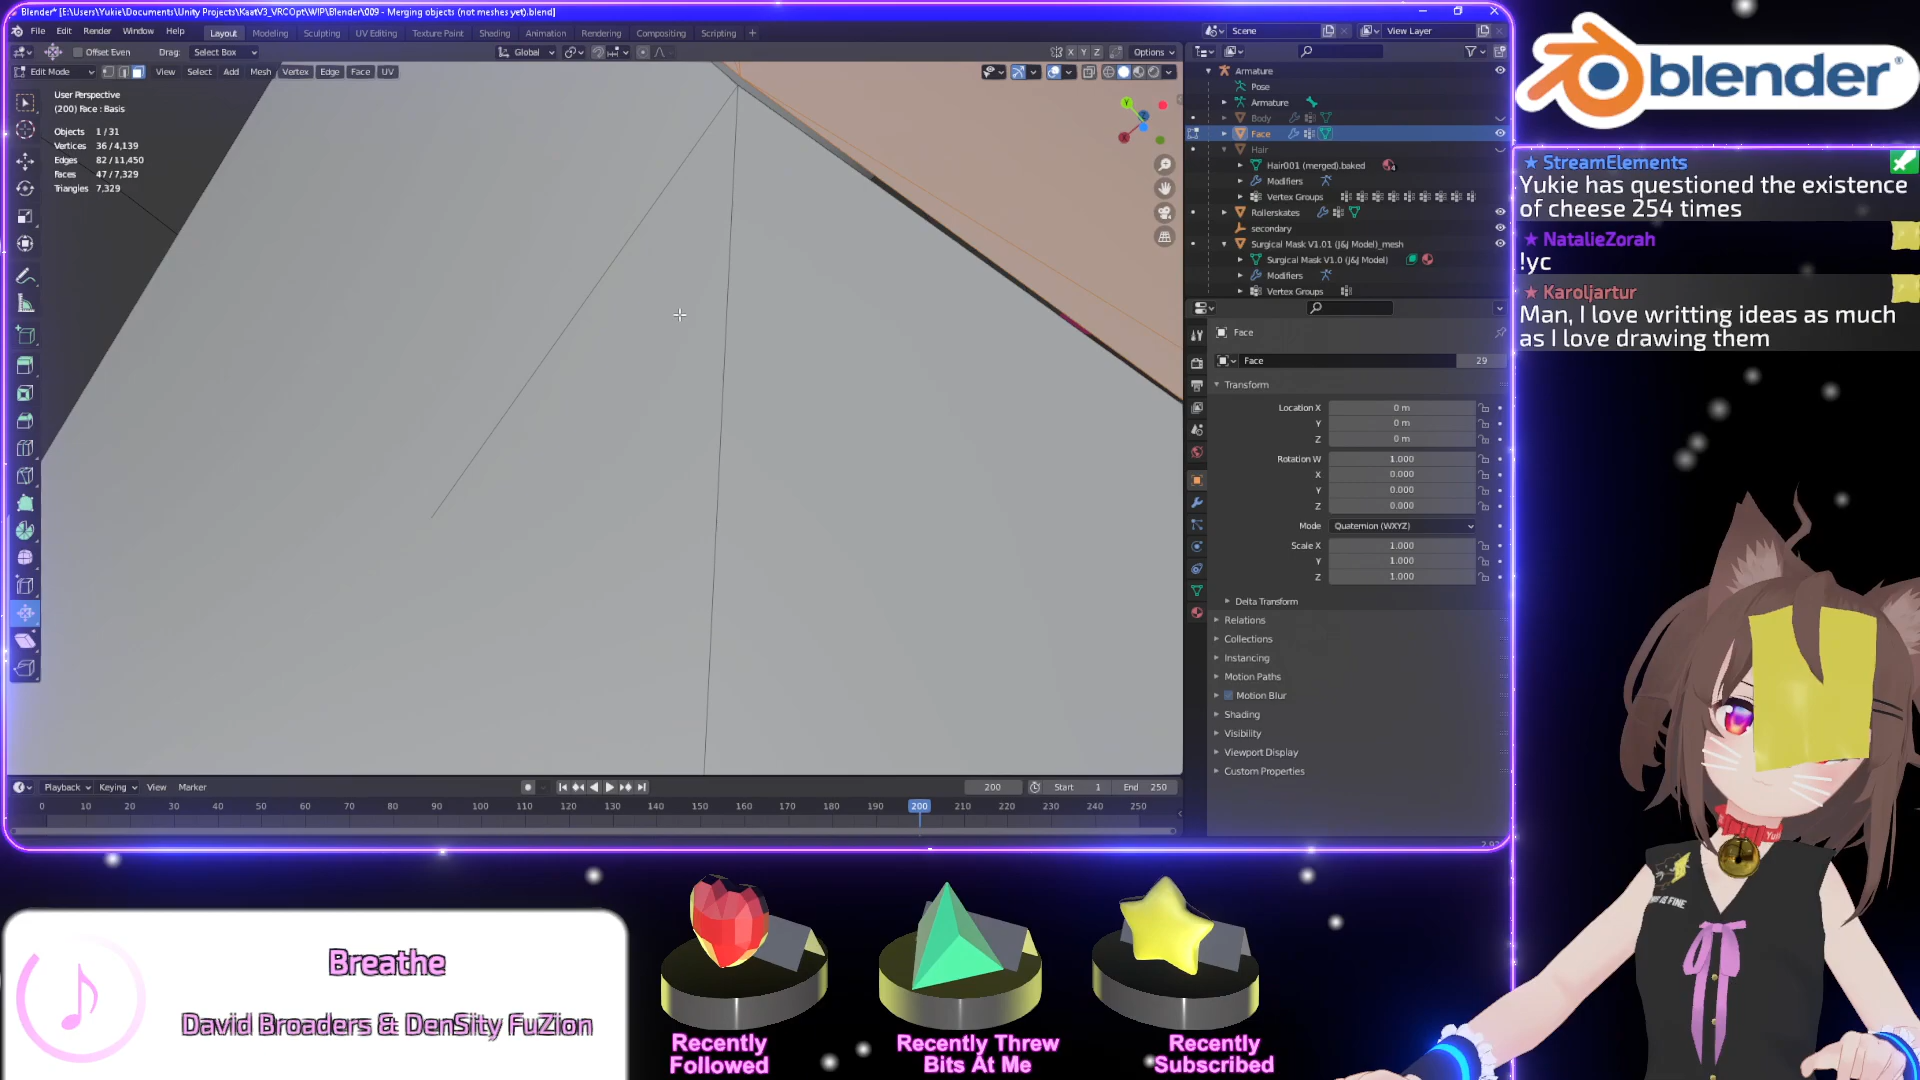 Blender* [E:\Users\Yukie\Documents\Unity Projects\KaatV3_VRCOpt\WIP\Blender\009 - Merging objects (not meshes yet).blend]
File Edit Render Window Help
Layout Modeling Sculpting UV Editing Texture Paint Shading Animation Rendering Compositing Scripting +
Scene
View Layer
Offset Even
Drag: Select Box
Global
X Y Z
Options
Edit Mode
View Select Add Mesh Vertex Edge Face UV
User Perspective
(200) Face : Basis
Objects 1 / 31
Vertices 36 / 4,139
Edges 82 / 11,450
Faces 47 / 7,329
Triangles 7,329
Y
Armature
Pose
Armature
Body
Face
Hair
Hair001 (merged).baked
4
Modifiers
Vertex Groups
Rollerskates
secondary
Surgical Mask V1.01 (J&J Model)_mesh
Surgical Mask V1.0 (J&J Model)
Modifiers
Vertex Groups
Face
Face
29
Transform
Location X 0 m
Y 0 m
Z 0 m
Rotation W 1.000
X 0.000
Y 0.000
Z 0.000
Mode Quaternion (WXYZ)
Scale X 1.000
Y 1.000
Z 1.000
Delta Transform
Relations
Collections
Instancing
Motion Paths
Motion Blur
Shading
Visibility
Viewport Display
Custom Properties
Playback Keying View Marker
200
Start 1
End 250
0 10 20 30 40 50 60 70 80 90 100 110 120 130 140 150 160 170 180 190 200 210 220 230 240 250
blender
StreamElements
Yukie has questioned the existence
of cheese 254 times
NatalieZorah
!yc
Karoljartur
Man, I love writting ideas as much
as I love drawing them
Breathe
David Broaders & DenSity FuZion
Recently
Followed
Recently Threw
Bits At Me
Recently
Subscribed